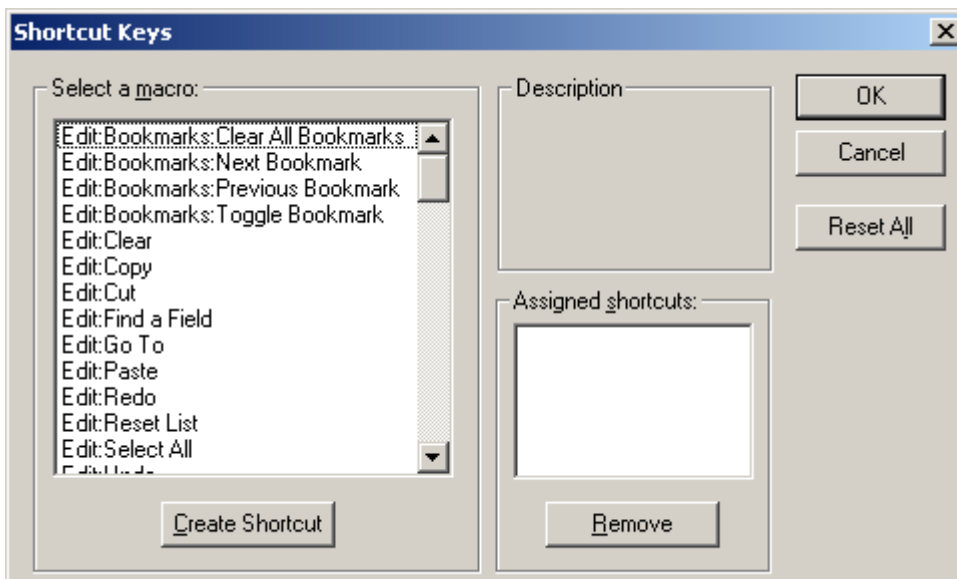 Shortcut Keys
Select a macro:
Edit:Bookmarks:Clear All Bookmarks
Edit:Bookmarks:Next Bookmark
Edit:Bookmarks:Previous Bookmark
Edit:Bookmarks:Toggle Bookmark
Edit:Clear
Edit:Copy
Edit:Cut
Edit:Find a Field
Edit:Go To
Edit:Paste
Edit:Redo
Edit:Reset List
Edit:Select All
Edit:Undo
Create Shortcut
Description
Assigned shortcuts:
Remove
OK
Cancel
Reset All